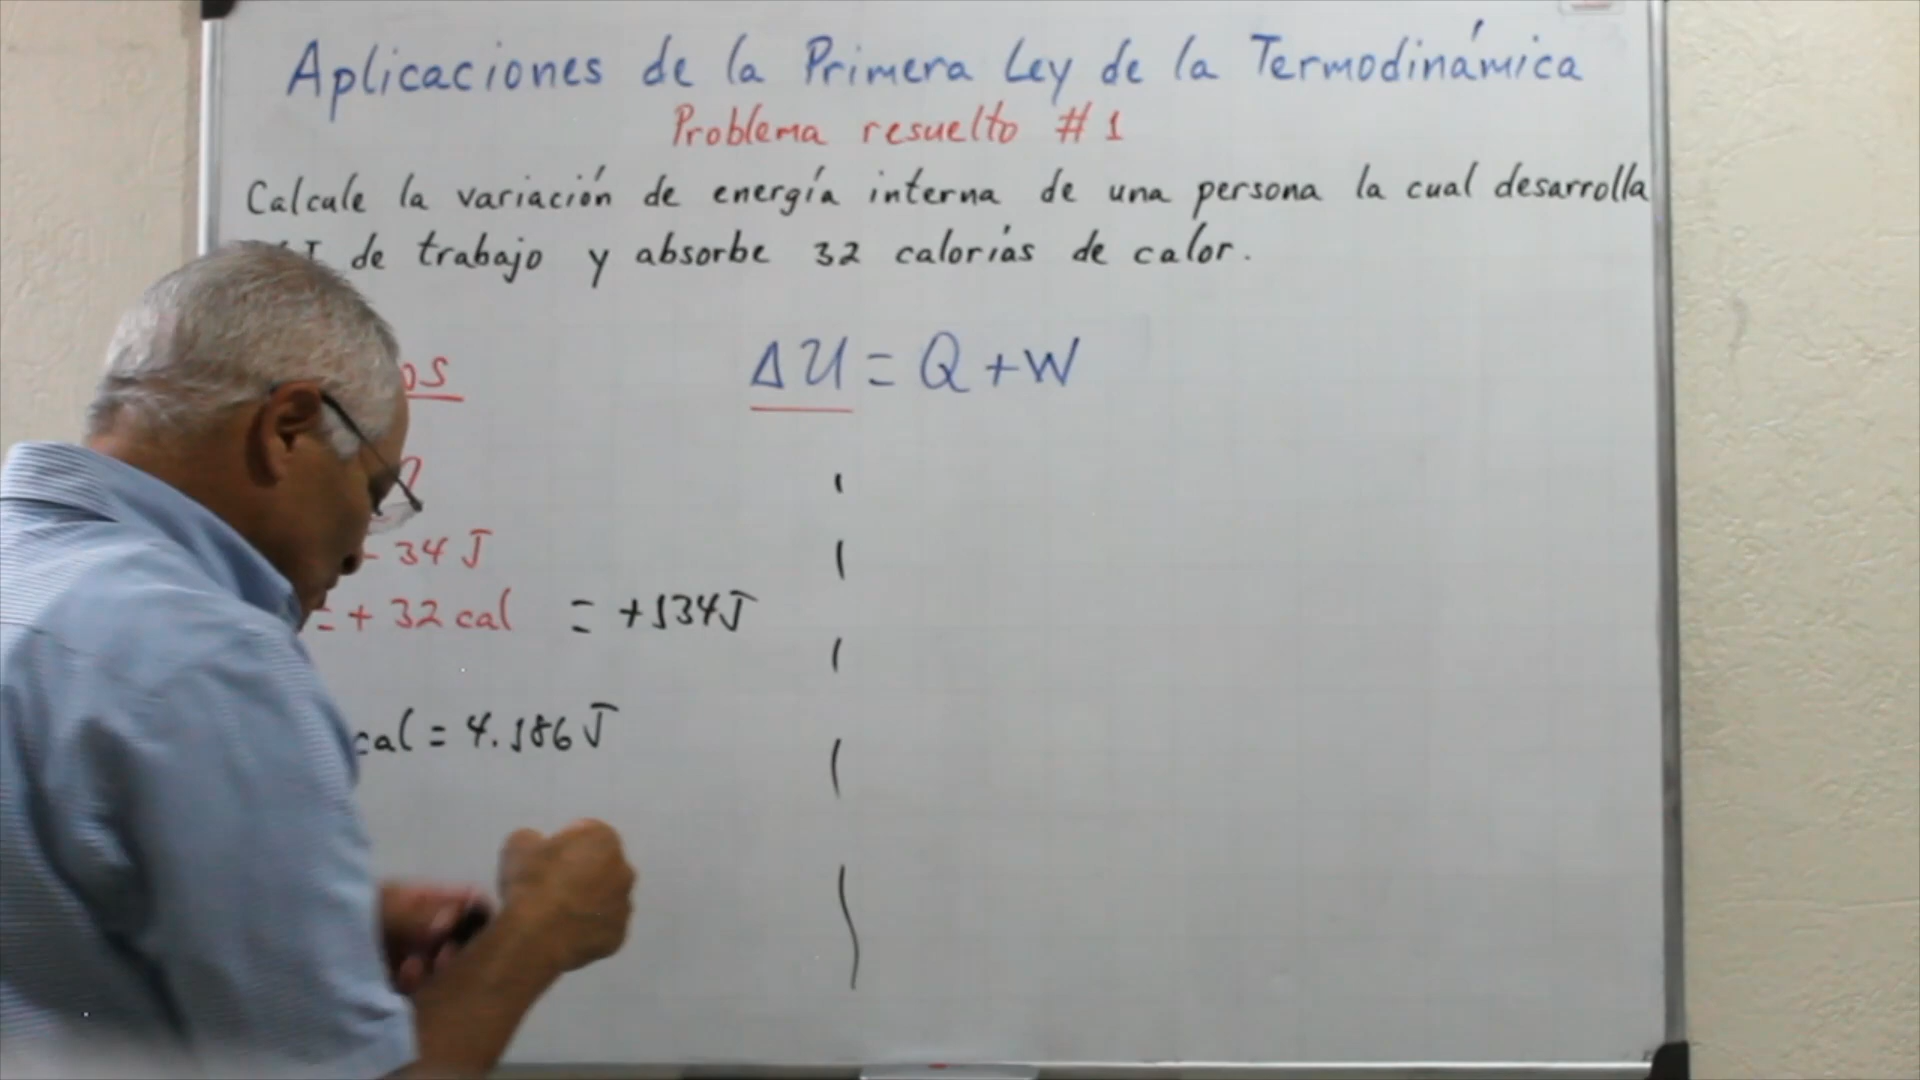 Aplicaciones de la Primera Ley de la Termodinámica
Problema resuelto #1
Calcule la variación de energía interna de una persona la cual desarrolla
J de trabajo y absorbe 32 calorías de calor.
ΔU = Q + W
- 34 J
= + 32 cal = +134J
cal = 4.186 J